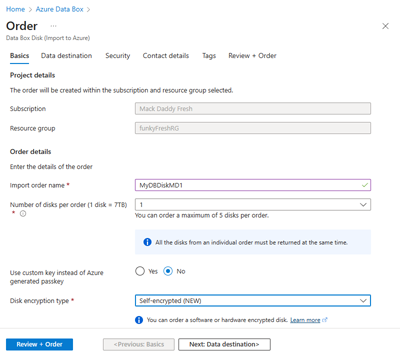 Home > Azure Data Box >
Order ...
Data Box Disk (Import to Azure)
Basics Data destination Security Contact details Tags Review + Order
Project details
The order will be created within the subscription and resource group selected.
Subscription Mack Daddy Fresh
Resource group funkyFreshRG
Order details
Enter the details of the order
Import order name * MyDBDiskMD1
Number of disks per order (1 disk = 7TB) 1
*
You can order a maximum of 5 disks per order.
All the disks from an individual order must be returned at the same time.
Use custom key instead of Azure Yes No
generated passkey
Disk encryption type * Self-encrypted (NEW)
You can order a software or hardware encrypted disk. Learn more
Review + Order <Previous: Basics Next: Data destination>